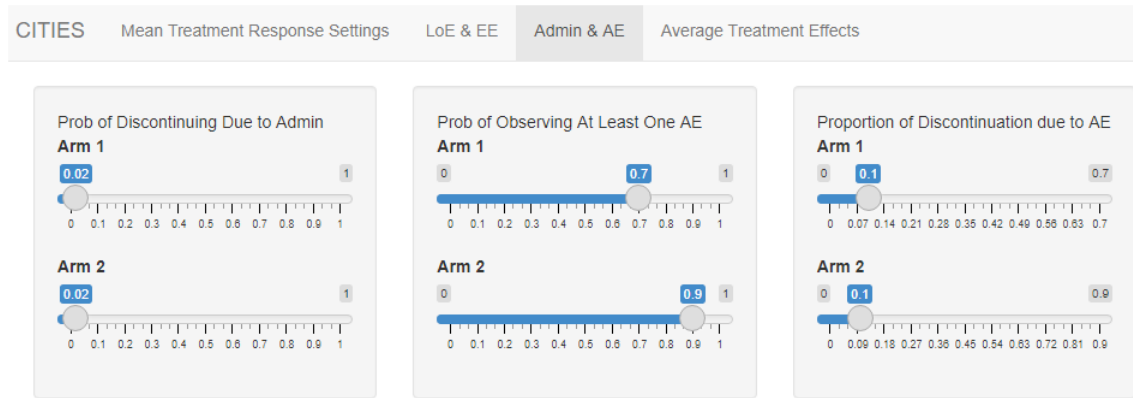 CITIES Mean Treatment Response Settings LoE & EE Admin & AE Average Treatment Effects
Prob of Discontinuing Due to Admin
Arm 1
0.02 1
0 0.1 0.2 0.3 0.4 0.5 0.6 0.7 0.8 0.9 1
Arm 2
0.02 1
0 0.1 0.2 0.3 0.4 0.5 0.6 0.7 0.8 0.9 1
Prob of Observing At Least One AE
Arm 1
0 0.7 1
0 0.1 0.2 0.3 0.4 0.5 0.6 0.7 0.8 0.9 1
Arm 2
0 0.9 1
0 0.1 0.2 0.3 0.4 0.5 0.6 0.7 0.8 0.9 1
Proportion of Discontinuation due to AE
Arm 1
0 0.1 0.7
0 0.07 0.14 0.21 0.28 0.35 0.42 0.49 0.56 0.63 0.7
Arm 2
0 0.1 0.9
0 0.09 0.18 0.27 0.36 0.45 0.54 0.63 0.72 0.81 0.9